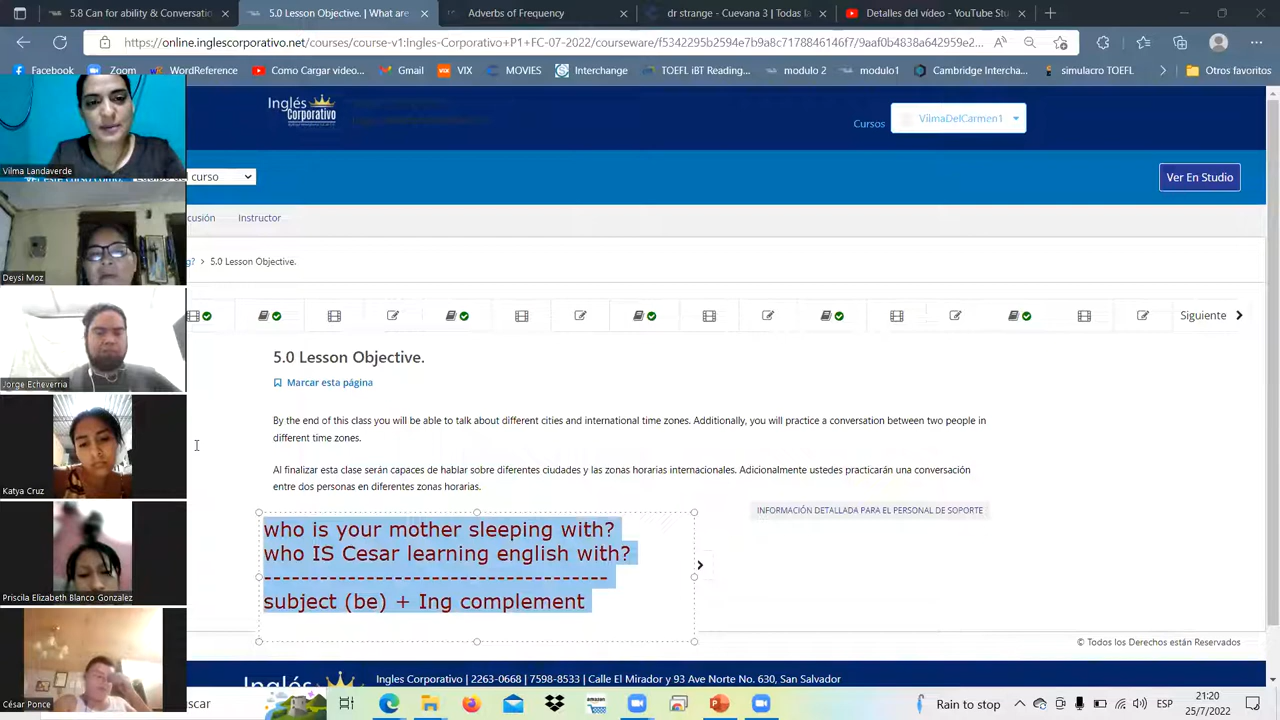 5.8 Can for ability & Conversatio
5.0 Lesson Objective. | What are
Adverbs of Frequency
dr strange - Cuevana 3 | Todas l
Detalles del vídeo - YouTube Stu
https://online.inglescorporativo.net/courses/course-v1:Ingles-Corporativo+P1+FC-07-2022/courseware/f5342295b2594e7b9a8c7178846146f7/9aaf0b4838a642959e2...
Facebook
Zoom
WordReference
Como Cargar video...
Gmail
VIX
MOVIES
Interchange
TOEFL iBT Reading...
modulo 2
modulo1
Cambridge Intercha...
simulacro TOEFL
Otros favoritos
Inglés
Corporativo
Cursos
VilmaDelCarmen1
curso
Ver En Studio
cusión
Instructor
5.0 Lesson Objective.
Siguiente
5.0 Lesson Objective.
Marcar esta página
By the end of this class you will be able to talk about different cities and international time zones. Additionally, you will practice a conversation between two people in
different time zones.
Al finalizar esta clase serán capaces de hablar sobre diferentes ciudades y las zonas horarias internacionales. Adicionalmente ustedes practicarán una conversación
entre dos personas en diferentes zonas horarias.
INFORMACIÓN DETALLADA PARA EL PERSONAL DE SOPORTE
who is your mother sleeping with?
who IS Cesar learning english with?
-------------------------------------
subject (be) + Ing complement
© Todos los Derechos están Reservados
Ingles Corporativo | 2263-0668 | 7598-8533 | Calle El Mirador y 93 Ave Norte No. 630, San Salvador
Vilma Landaverde
Deysi Moz
Jorge Echeverria
Katya Cruz
Priscila Elizabeth Blanco Gonzalez
César Ponce
scar
Rain to stop
ESP
21:20
25/7/2022